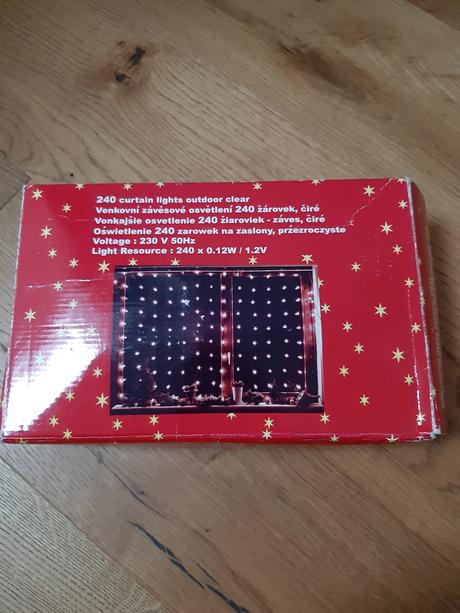 240 curtain lights outdoor clear
Venkovní závěsové osvětlení 240 žárovek, čiré
Vonkajšie osvetlenie 240 žiaroviek - záves, čiré
Oświetlenie 240 zarowek na zaslony, przezroczyste
Voltage : 230 V 50Hz
Light Resource : 240 x 0.12W / 1.2V